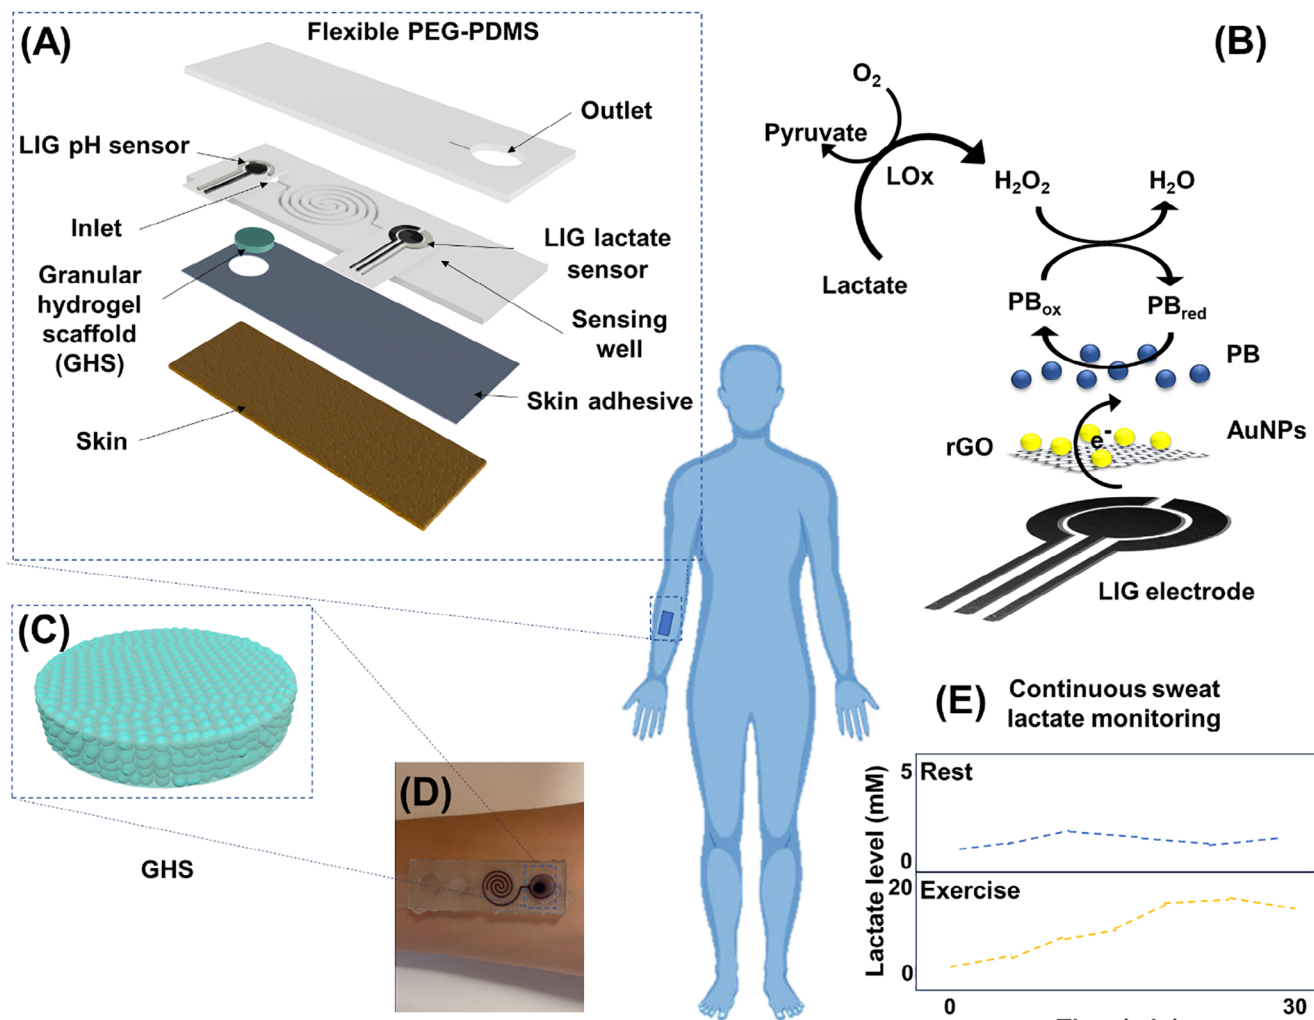 (A)
Flexible PEG-PDMS
Outlet
LIG pH sensor
Inlet
LIG lactate
sensor
Granular
hydrogel
scaffold
(GHS)
Sensing
well
Skin adhesive
Skin
(B)
O2
Pyruvate
LOx
H2O2
H2O
Lactate
PBox
PBred
PB
rGO
e-
AuNPs
LIG electrode
(C)
GHS
(D)
(E)
Continuous sweat
lactate monitoring
Lactate level (mM)
5
Rest
0
20
Exercise
0
0
30